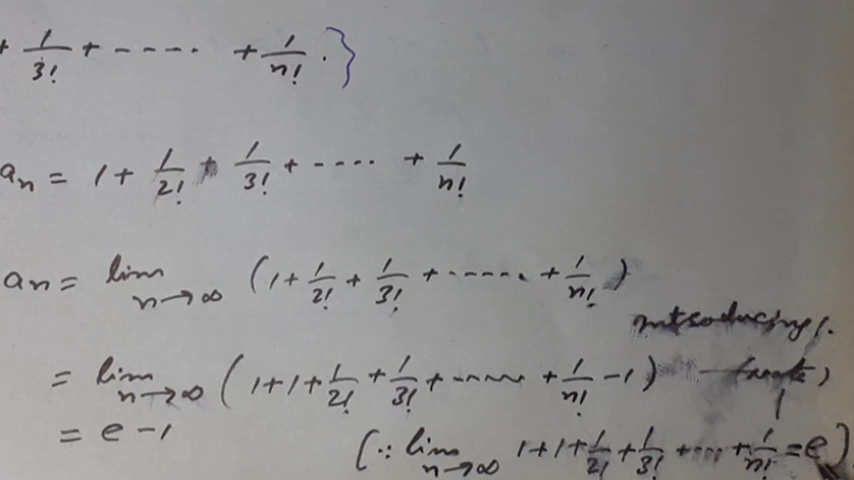 + 1/3! + ----- + 1/n! . }
an = 1 + 1/2! + 1/3! + ---- + 1/n!
an = lim n→∞ (1 + 1/2! + 1/3! + ------ + 1/n!)
introducing 1.
= lim n→∞ (1+1+ 1/2! + 1/3! + ------ + 1/n! - 1)
= e - 1
(∵ lim n→∞ 1+1+ 1/2! + 1/3! + --- + 1/n! = e)